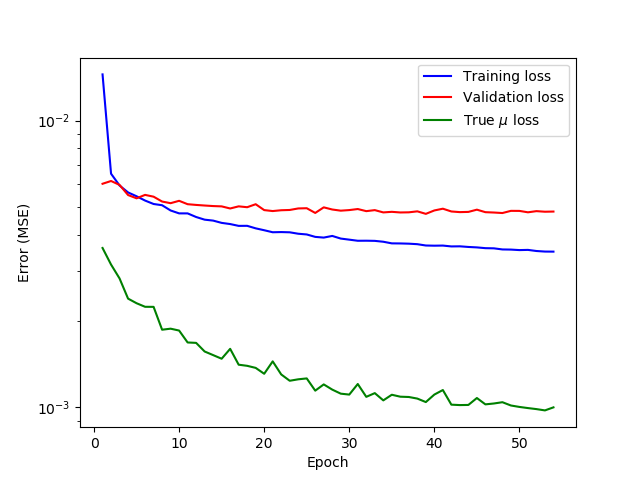 Training loss
Validation loss
True μ loss
10⁻²
10⁻³
Error (MSE)
0 10 20 30 40 50
Epoch